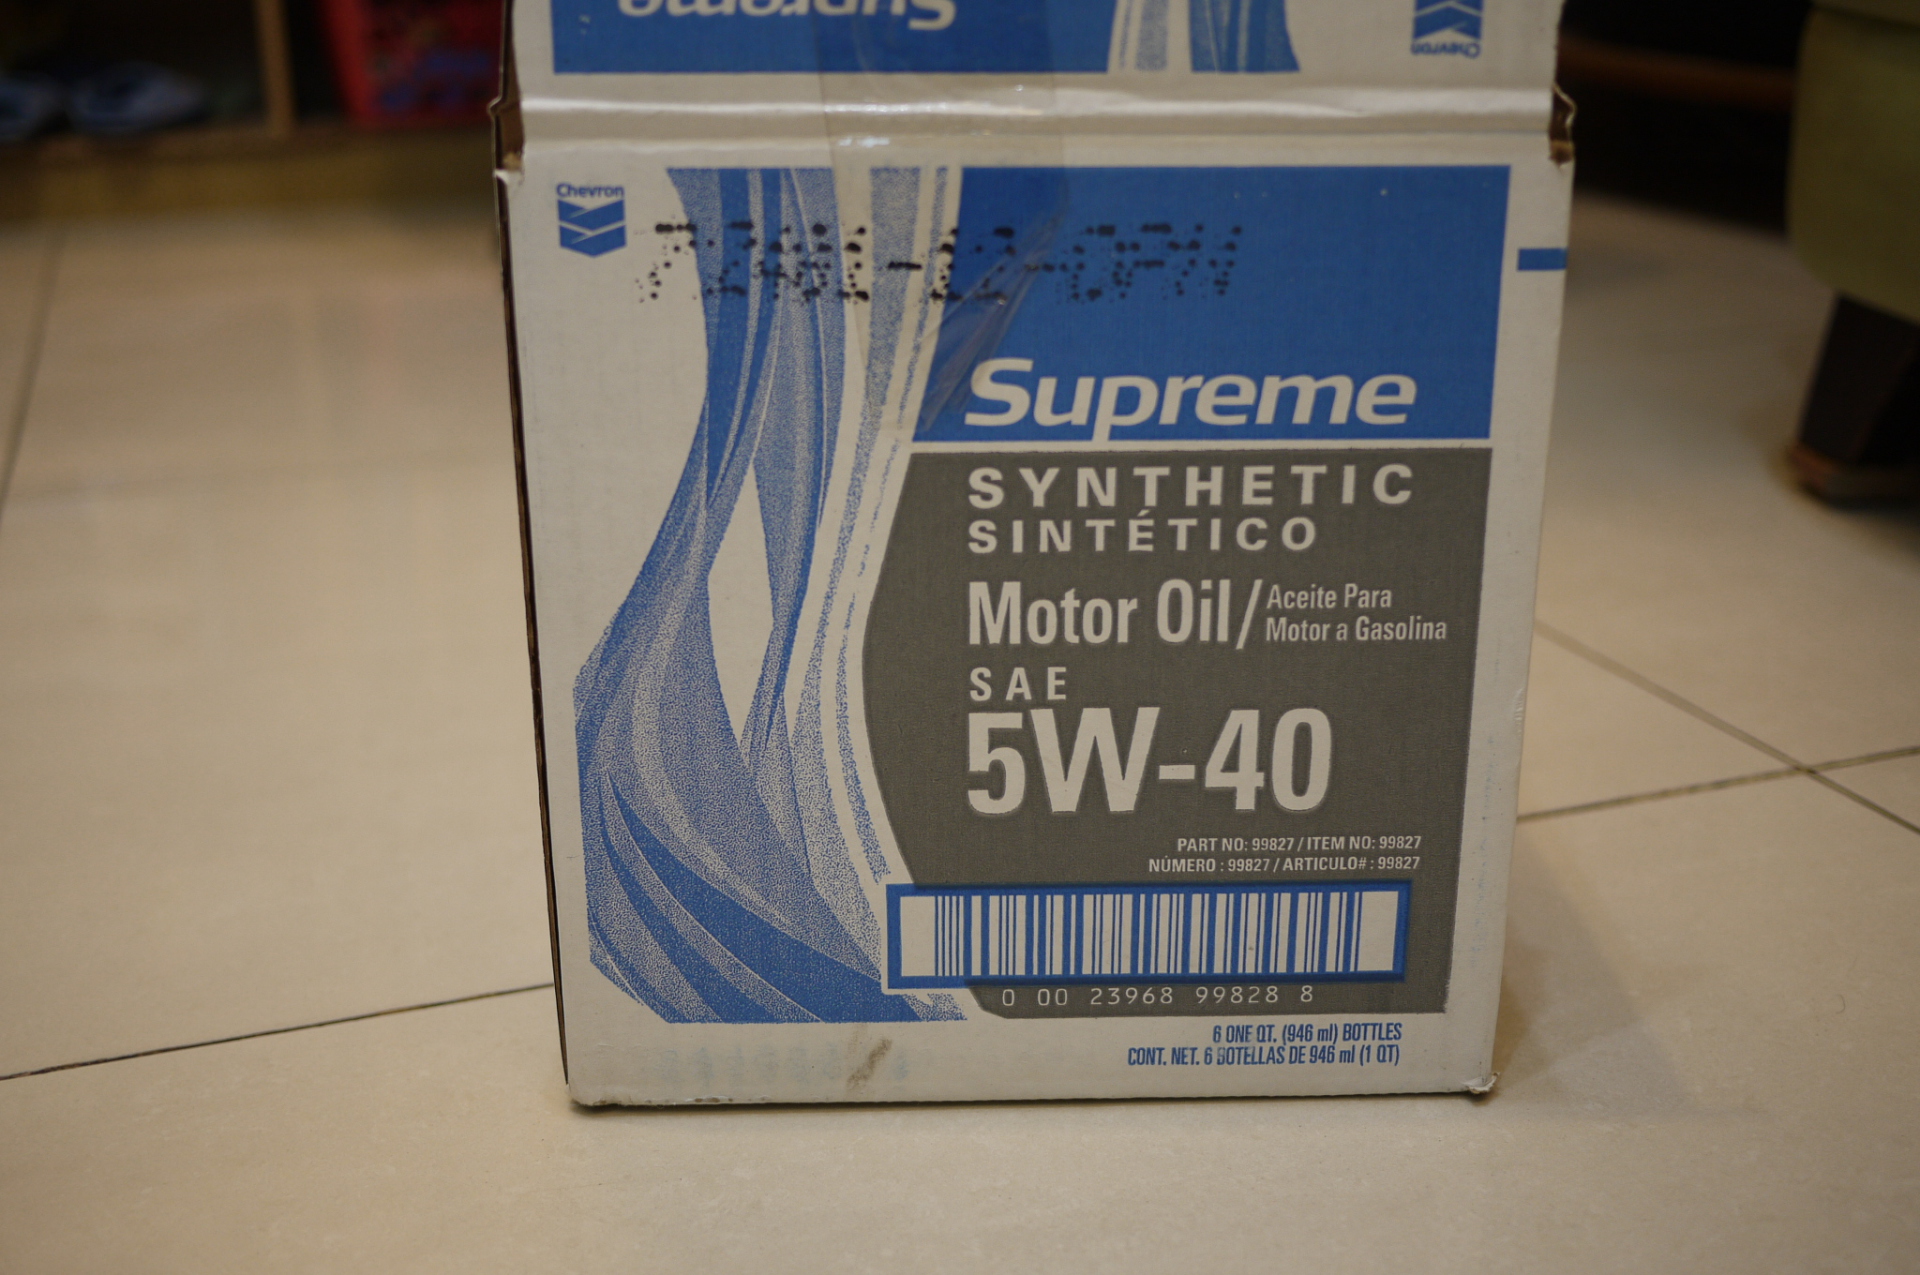 Supreme
Chevron
Chevron
Supreme
SYNTHETIC
SINTÉTICO
Motor Oil/ Aceite Para
Motor a Gasolina
SAE
5W-40
PART NO: 99827 / ITEM NO: 99827
NÚMERO : 99827 / ARTICULO# : 99827
0 00 23968 99828 8
6 ONE QT. (946 ml) BOTTLES
CONT. NET. 6 BOTELLAS DE 946 ml (1 QT)